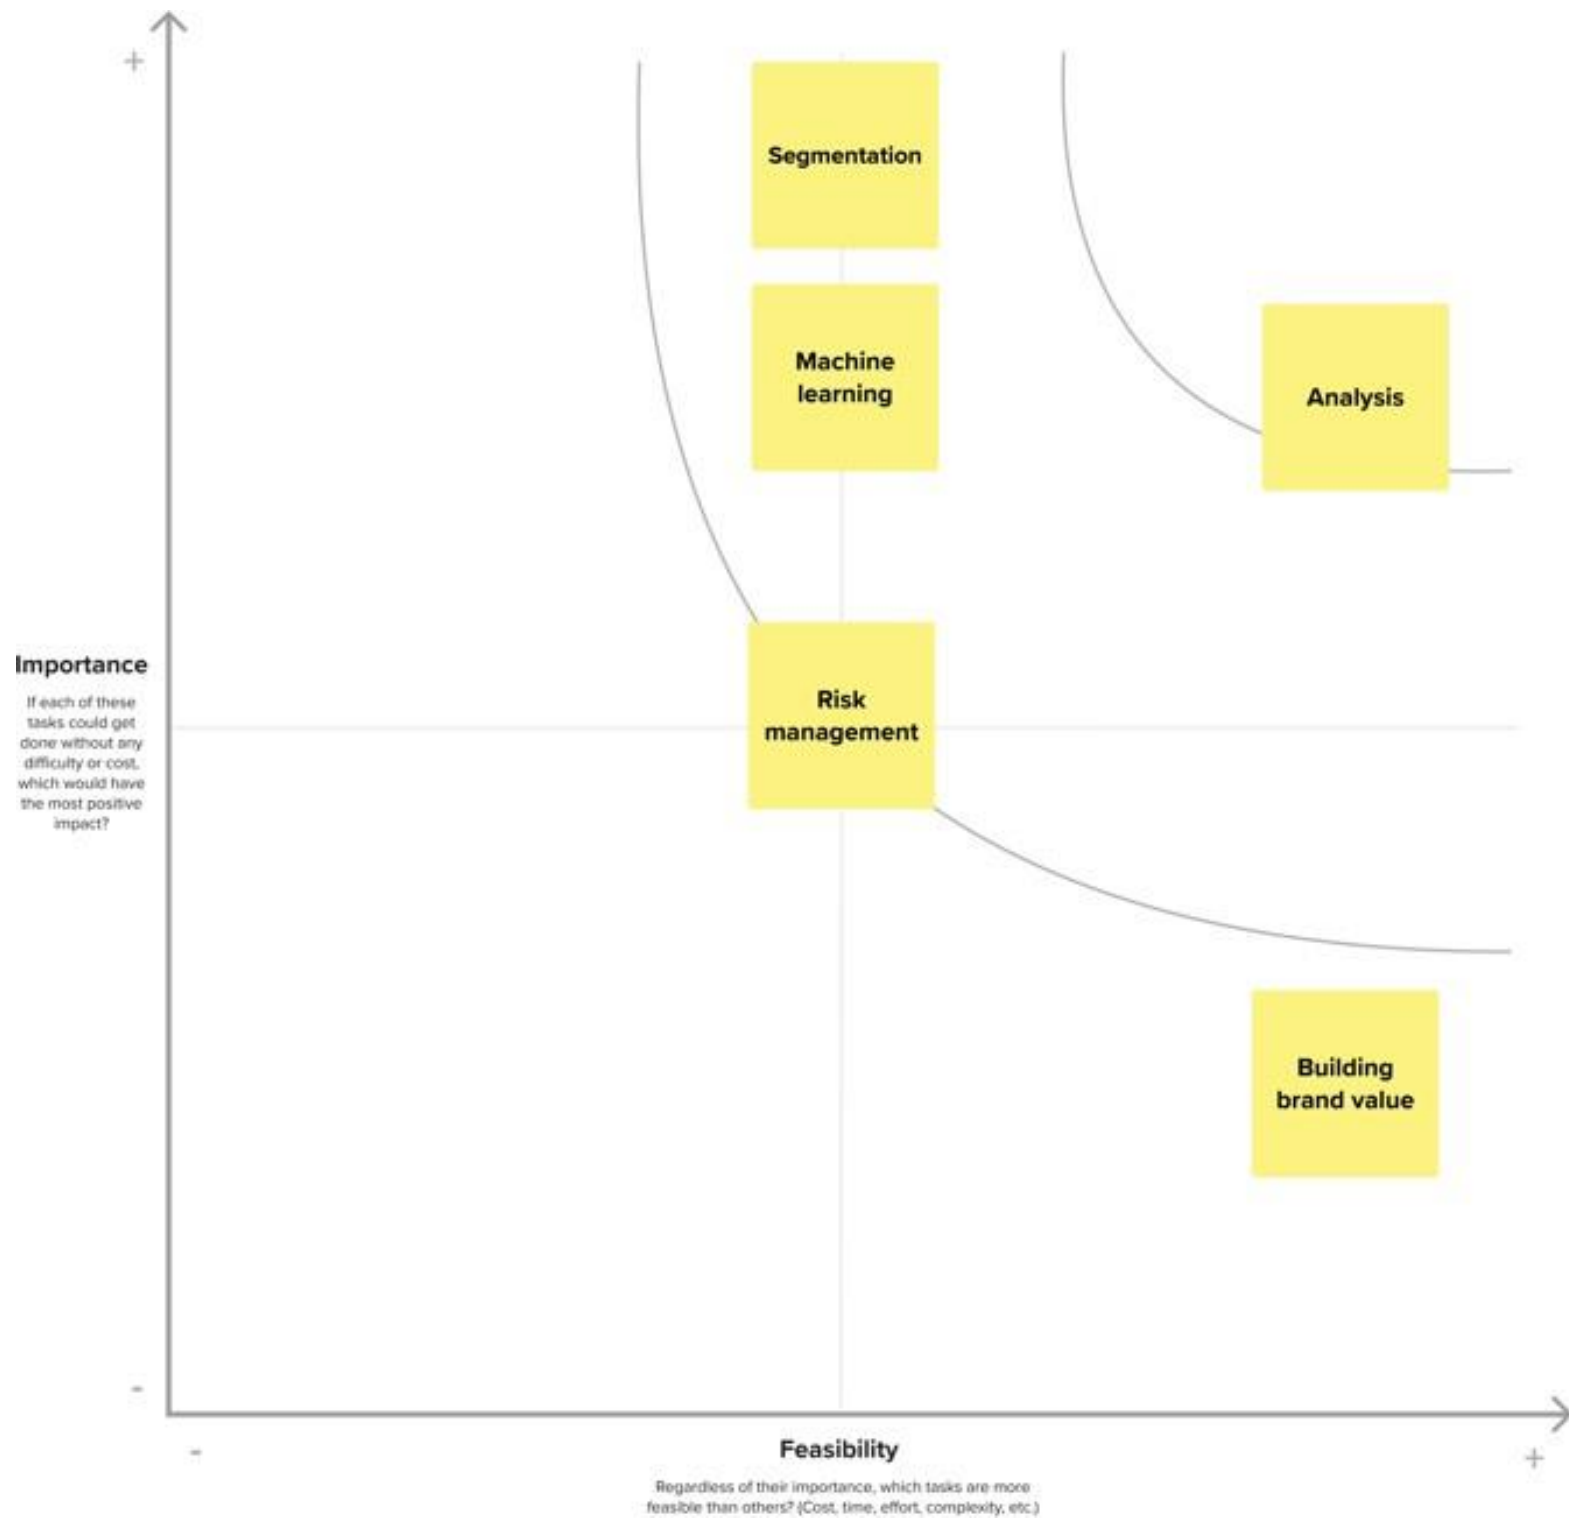 +
Segmentation
Machine
learning
Analysis
Importance
If each of these
tasks could get
done without any
difficulty or cost,
which would have
the most positive
impact?
Risk
management
Building
brand value
-
-
Feasibility
+
Regardless of their importance, which tasks are more
feasible than others? (Cost, time, effort, complexity, etc.)